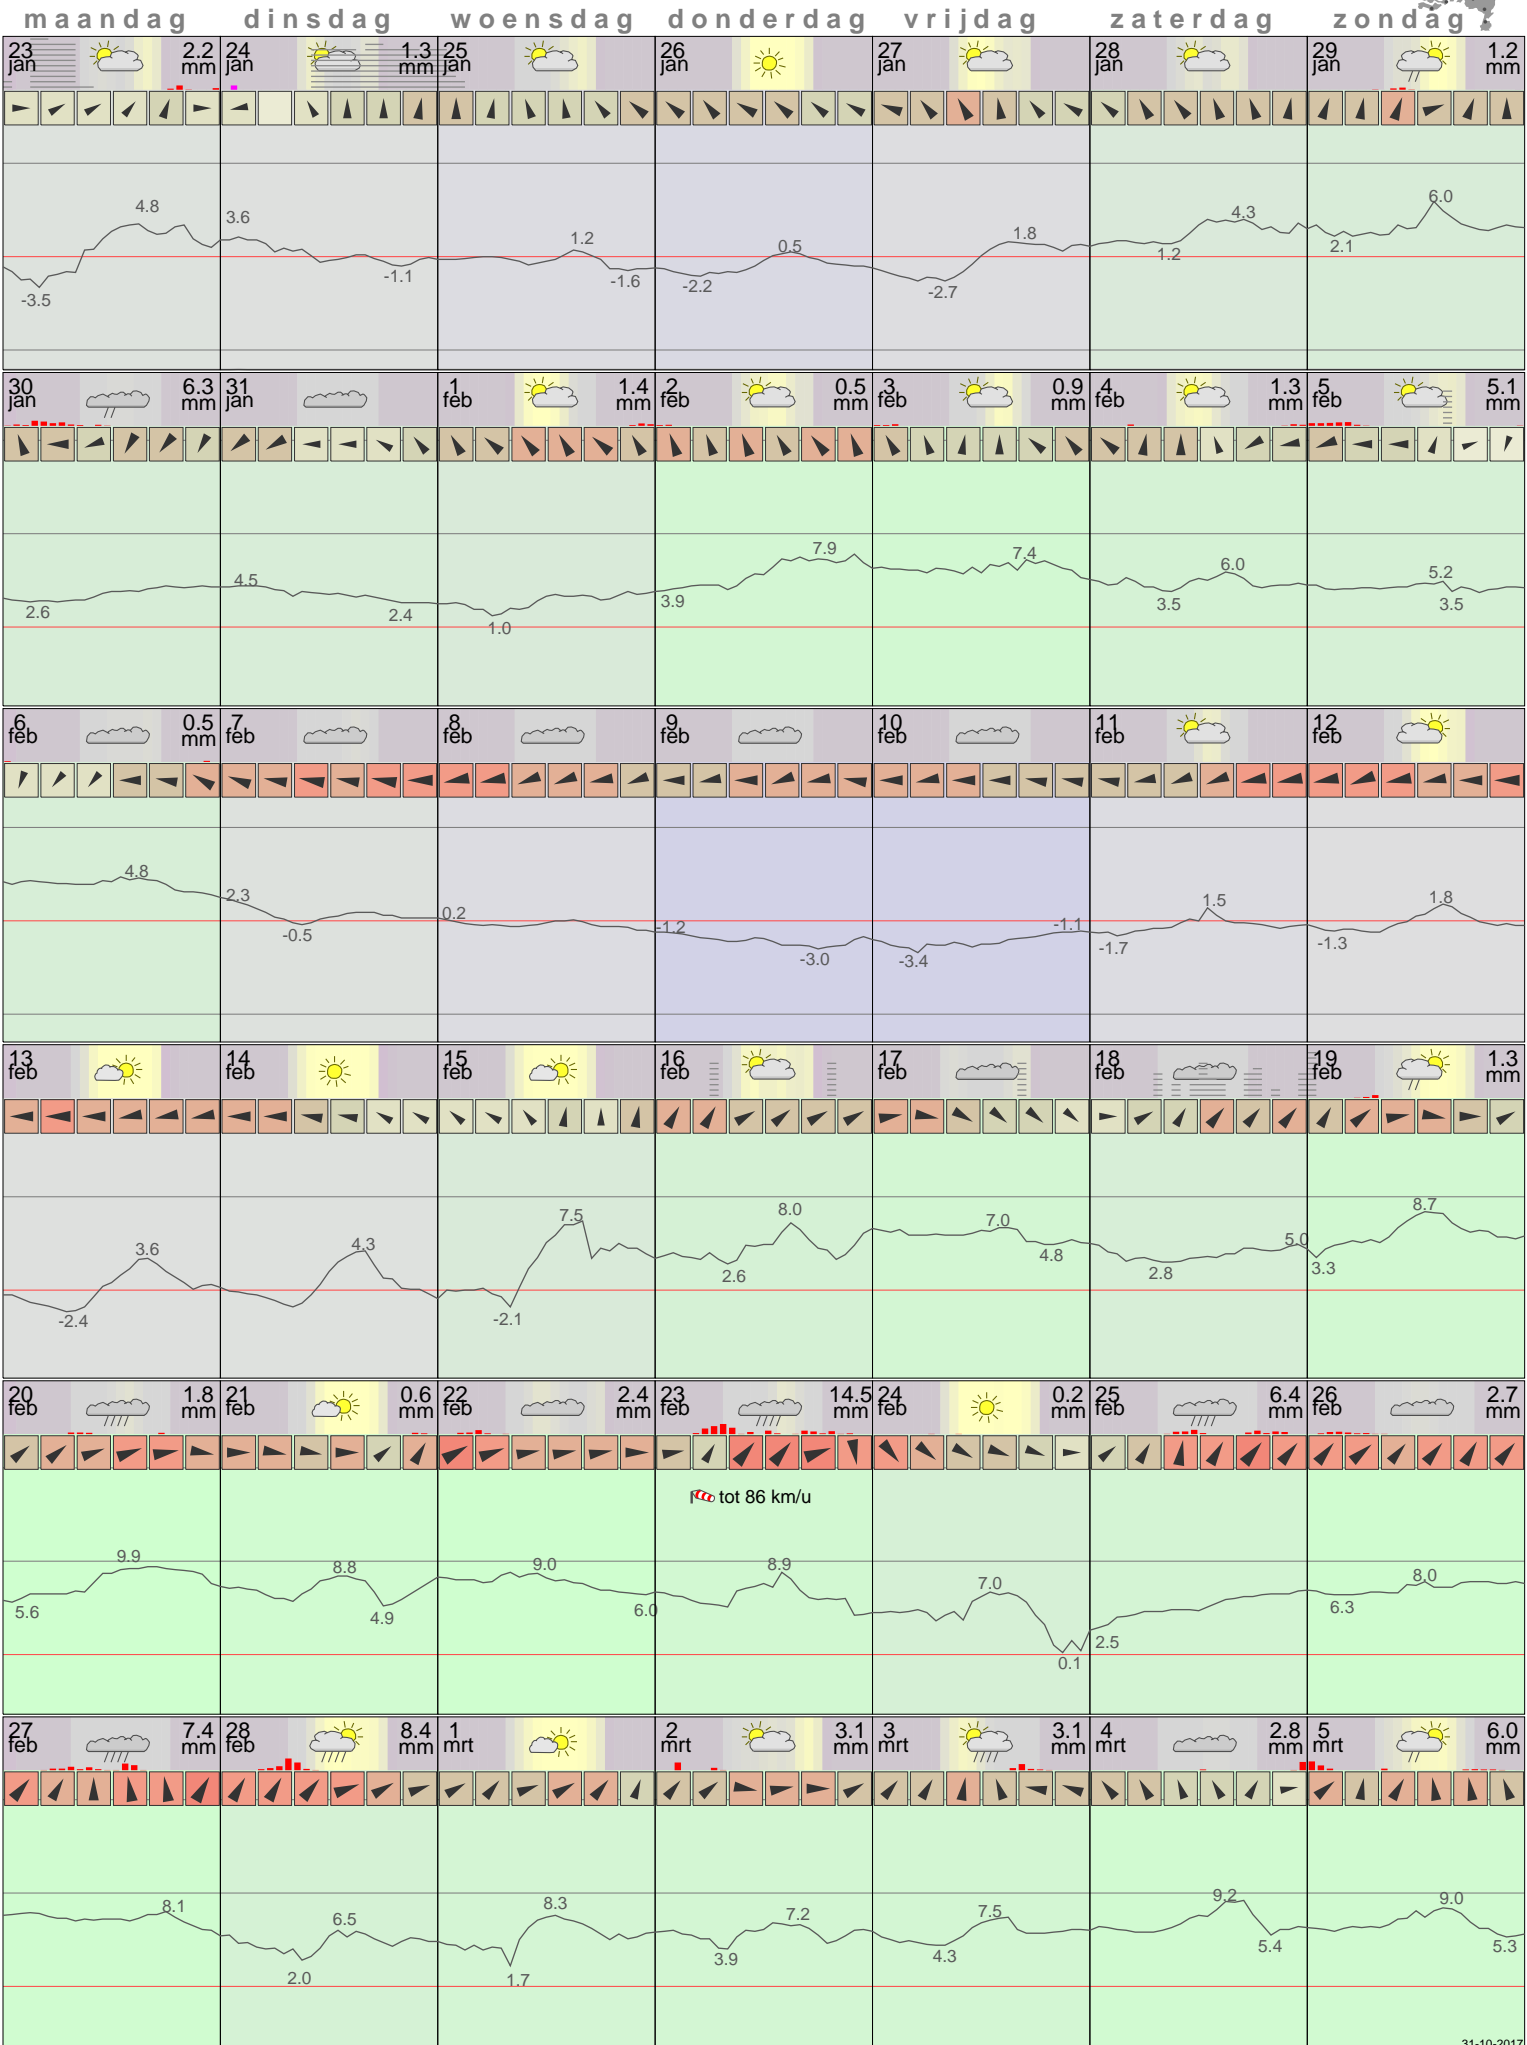 maandag dinsdag woensdag donderdag vrijdag zaterdag zondag
23 jan 2.2 mm 24 jan 1.3 mm 25 jan 26 jan 27 jan 28 jan 29 jan 1.2 mm
-3.5 4.8 3.6 -1.1 1.2 -1.6 -2.2 0.5 -2.7 1.8 1.2 4.3 2.1 6.0
30 jan 6.3 mm 31 jan 1 feb 1.4 mm 2 feb 0.5 mm 3 feb 0.9 mm 4 feb 1.3 mm 5 feb 5.1 mm
2.6 4.5 2.4 1.0 3.9 7.9 7.4 3.5 6.0 5.2 3.5
6 feb 0.5 mm 7 feb 8 feb 9 feb 10 feb 11 feb 12 feb
4.8 2.3 -0.5 0.2 -1.2 -3.0 -3.4 -1.1 -1.7 1.5 -1.3 1.8
13 feb 14 feb 15 feb 16 feb 17 feb 18 feb 19 feb 1.3 mm
-2.4 3.6 4.3 -2.1 7.5 2.6 8.0 7.0 4.8 2.8 5.0 3.3 8.7
20 feb 1.8 mm 21 feb 0.6 mm 22 feb 2.4 mm 23 feb 14.5 mm 24 feb 0.2 mm 25 feb 6.4 mm 26 feb 2.7 mm
tot 86 km/u
5.6 9.9 8.8 4.9 9.0 6.0 8.9 7.0 0.1 2.5 6.3 8.0
27 feb 7.4 mm 28 feb 8.4 mm 1 mrt 2 mrt 3.1 mm 3 mrt 3.1 mm 4 mrt 2.8 mm 5 mrt 6.0 mm
8.1 2.0 6.5 1.7 8.3 3.9 7.2 4.3 7.5 9.2 5.4 9.0 5.3
31-10-2017